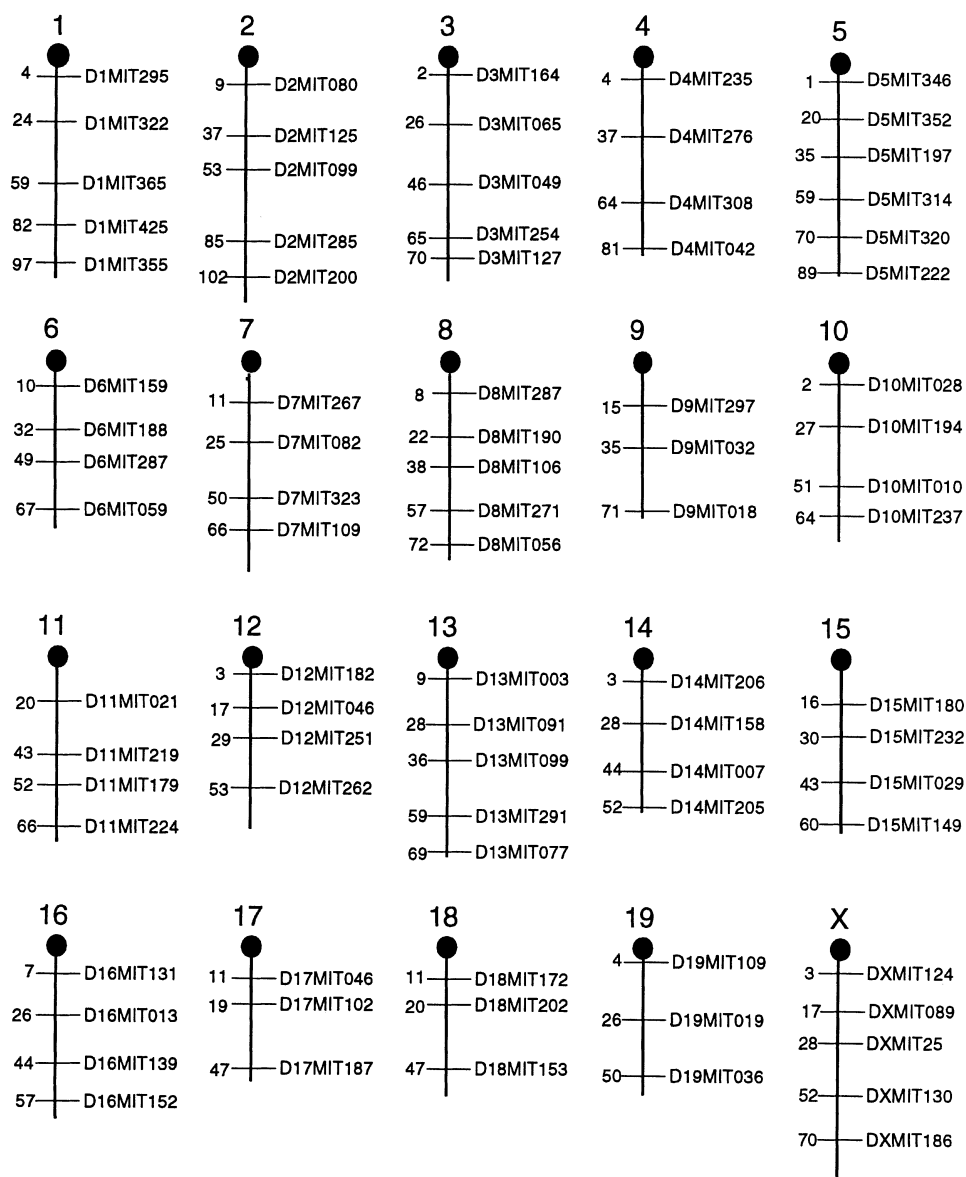 1
4 D1MIT295
24 D1MIT322
59 D1MIT365
82 D1MIT425
97 D1MIT355
2
9 D2MIT080
37 D2MIT125
53 D2MIT099
85 D2MIT285
102 D2MIT200
3
2 D3MIT164
26 D3MIT065
46 D3MIT049
65 D3MIT254
70 D3MIT127
4
4 D4MIT235
37 D4MIT276
64 D4MIT308
81 D4MIT042
5
1 D5MIT346
20 D5MIT352
35 D5MIT197
59 D5MIT314
70 D5MIT320
89 D5MIT222
6
10 D6MIT159
32 D6MIT188
49 D6MIT287
67 D6MIT059
7
11 D7MIT267
25 D7MIT082
50 D7MIT323
66 D7MIT109
8
8 D8MIT287
22 D8MIT190
38 D8MIT106
57 D8MIT271
72 D8MIT056
9
15 D9MIT297
35 D9MIT032
71 D9MIT018
10
2 D10MIT028
27 D10MIT194
51 D10MIT010
64 D10MIT237
11
20 D11MIT021
43 D11MIT219
52 D11MIT179
66 D11MIT224
12
3 D12MIT182
17 D12MIT046
29 D12MIT251
53 D12MIT262
13
9 D13MIT003
28 D13MIT091
36 D13MIT099
59 D13MIT291
69 D13MIT077
14
3 D14MIT206
28 D14MIT158
44 D14MIT007
52 D14MIT205
15
16 D15MIT180
30 D15MIT232
43 D15MIT029
60 D15MIT149
16
7 D16MIT131
26 D16MIT013
44 D16MIT139
57 D16MIT152
17
11 D17MIT046
19 D17MIT102
47 D17MIT187
18
11 D18MIT172
20 D18MIT202
47 D18MIT153
19
4 D19MIT109
26 D19MIT019
50 D19MIT036
X
3 DXMIT124
17 DXMIT089
28 DXMIT25
52 DXMIT130
70 DXMIT186